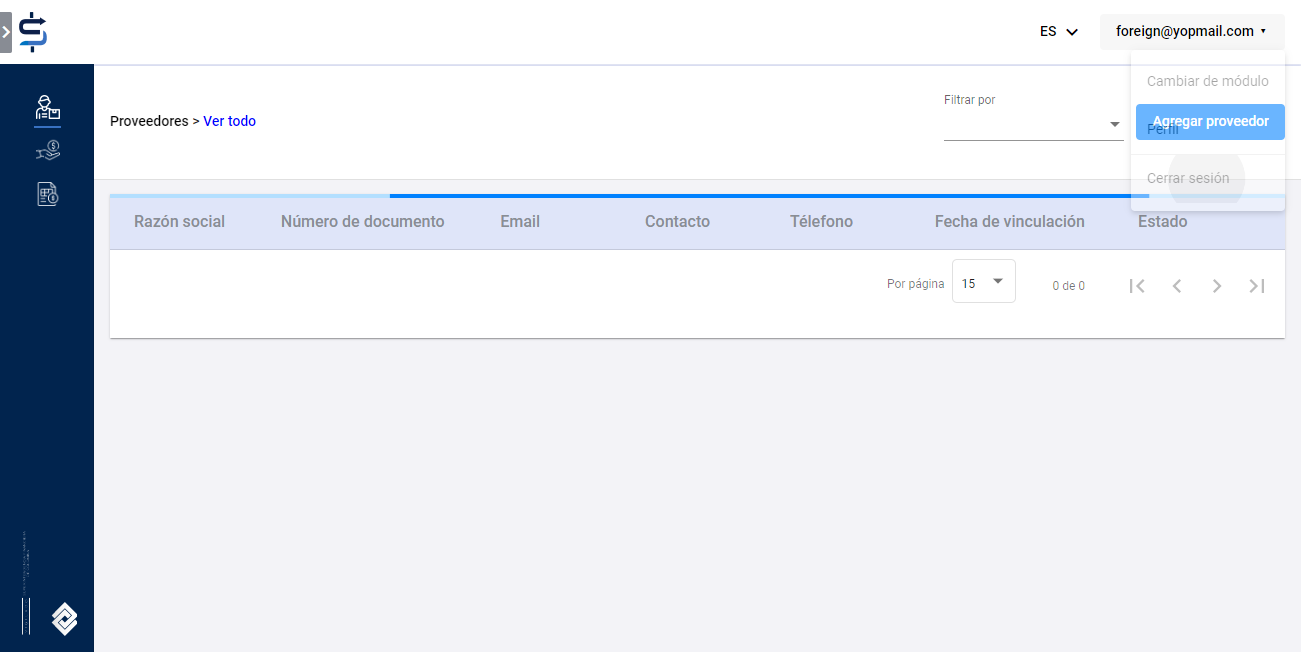 ES
foreign@yopmail.com
Cambiar de módulo
Filtrar por
Proveedores > Ver todo
Agregar proveedor
Perfil
Cerrar sesión
Razón social Número de documento Email Contacto Télefono Fecha de vinculación Estado
Por página 15 0 de 0